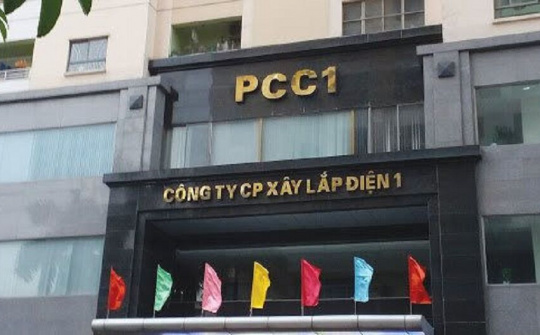 PCC1
CÔNG TY CP XÂY LẮP ĐIỆN 1